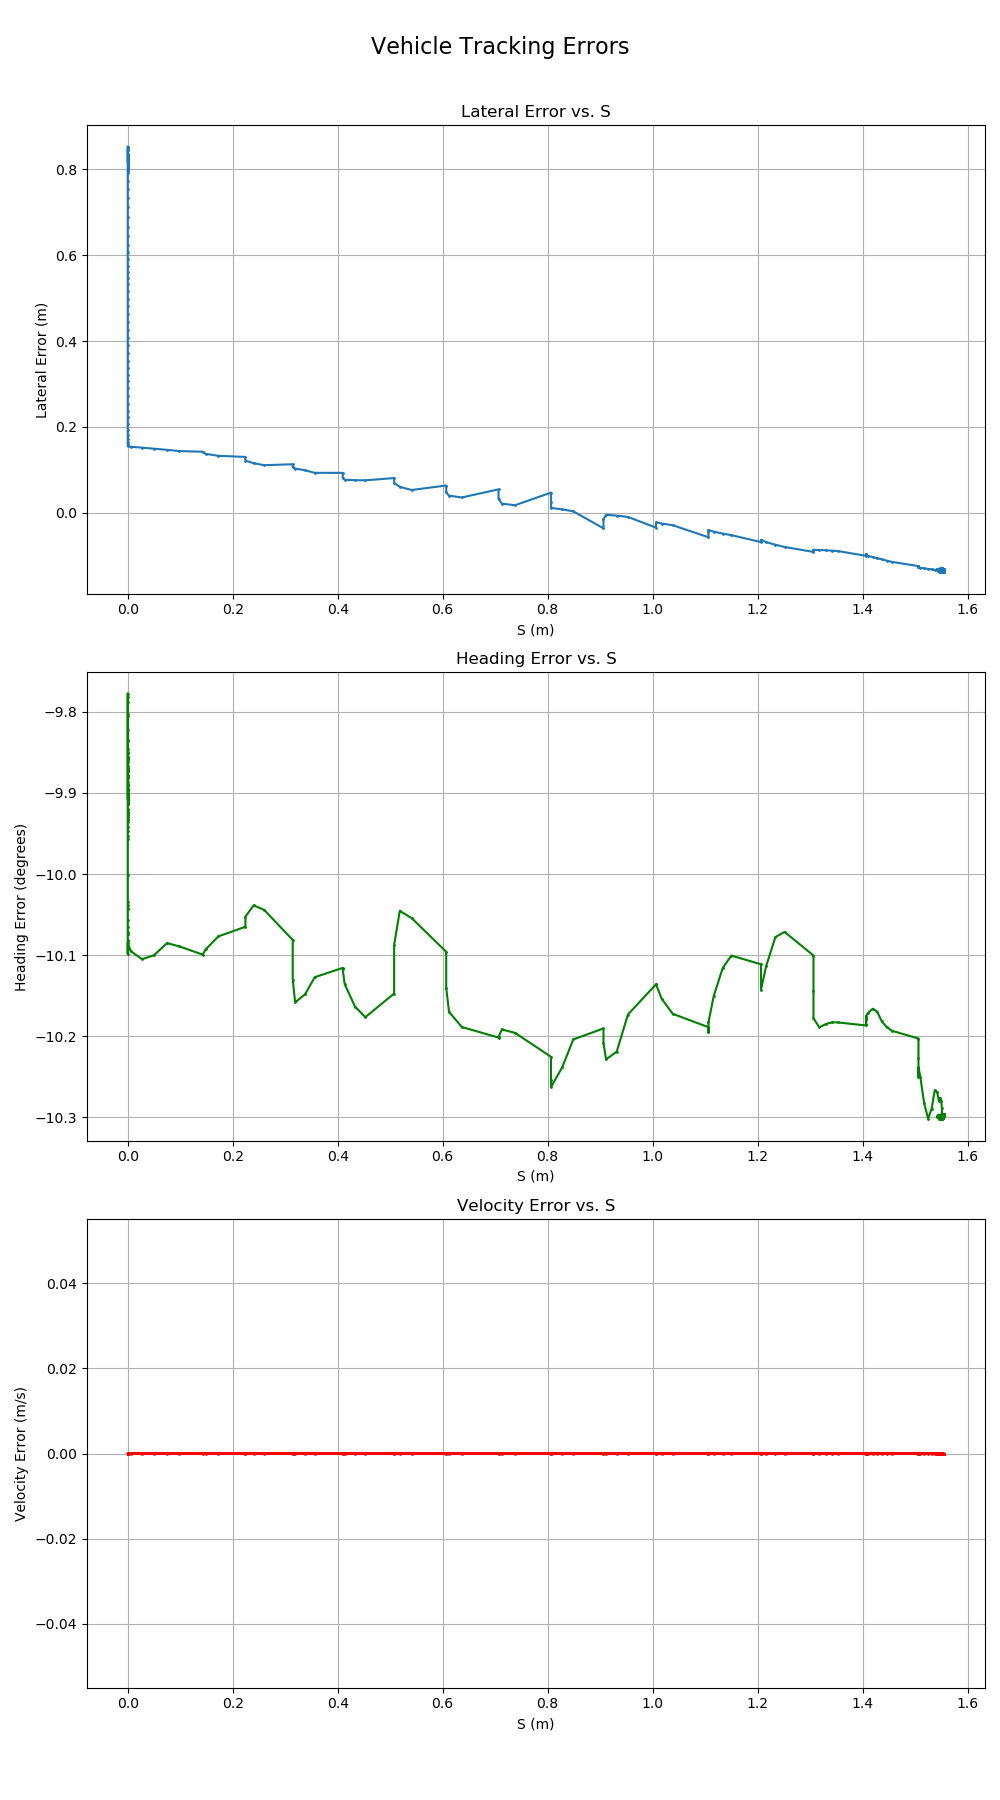 Vehicle Tracking Errors
Lateral Error vs. S
Lateral Error (m)
0.8
0.6
0.4
0.2
0.0
0.0 0.2 0.4 0.6 0.8 1.0 1.2 1.4 1.6
S (m)
Heading Error vs. S
Heading Error (degrees)
−9.8
−9.9
−10.0
−10.1
−10.2
−10.3
0.0 0.2 0.4 0.6 0.8 1.0 1.2 1.4 1.6
S (m)
Velocity Error vs. S
Velocity Error (m/s)
0.04
0.02
0.00
−0.02
−0.04
0.0 0.2 0.4 0.6 0.8 1.0 1.2 1.4 1.6
S (m)